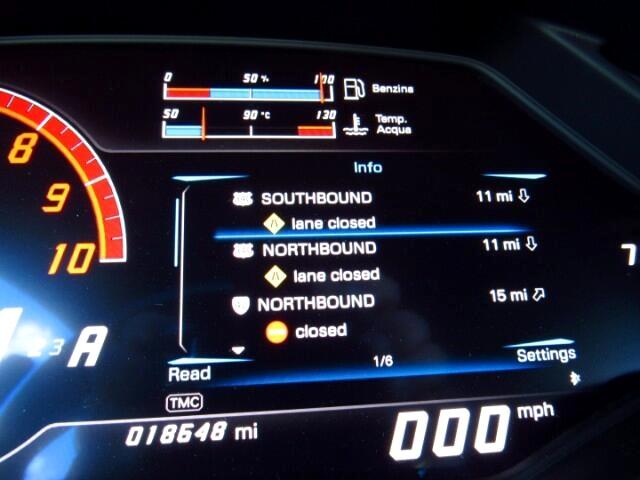 0 50 % 100
Benzina
50 90 °C 130
Temp.
Acqua
8
Info
SOUTHBOUND 11 mi
lane closed
9
NORTHBOUND 11 mi
7
10
lane closed
NORTHBOUND 15 mi
closed
A
1/6
Settings
Read
TMC
018648 mi
000 mph